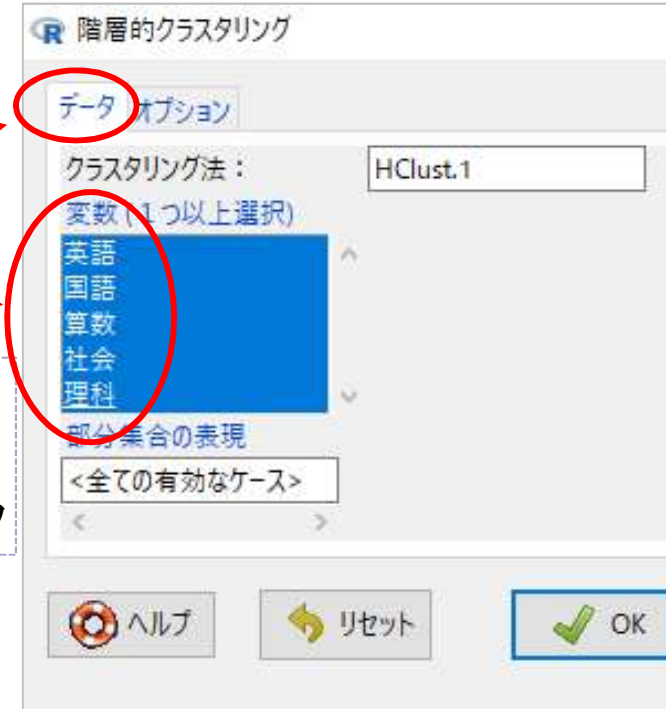 階層的クラスタリング
データ オプション
クラスタリング法： HClust.1
変数 (１つ以上選択)
英語
国語
算数
社会
理科
部分集合の表現
<全ての有効なケース>
ヘルプ リセット OK